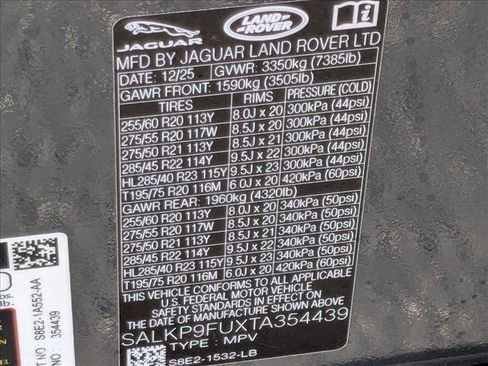 JAGUAR
LAND ROVER
MFD BY JAGUAR LAND ROVER LTD
DATE: 12/25 GVWR: 3350kg (7385lb)
GAWR FRONT: 1590kg (3505lb)
TIRES RIMS PRESSURE (COLD)
255/60 R20 113Y 8.0J x 20 300kPa (44psi)
275/55 R20 117W 8.5J x 20 300kPa (44psi)
275/50 R21 113Y 8.5J x 21 300kPa (44psi)
285/45 R22 114Y 9.5J x 22 300kPa (44psi)
HL285/40 R23 115Y 9.5J x 23 300kPa (44psi)
T195/75 R20 116M 6.0J x 20 420kPa (60psi)
GAWR REAR: 1960kg (4320lb)
255/60 R20 113Y 8.0J x 20 340kPa (50psi)
275/55 R20 117W 8.5J x 20 340kPa (50psi)
275/50 R21 113Y 8.5J x 21 340kPa (50psi)
285/45 R22 114Y 9.5J x 22 340kPa (50psi)
HL285/40 R23 115Y 9.5J x 23 340kPa (50psi)
T195/75 R20 116M 6.0J x 20 420kPa (60psi)
THIS VEHICLE CONFORMS TO ALL APPLICABLE
U.S. FEDERAL MOTOR VEHICLE
SAFETY STANDARDS IN EFFECT ON
THE DATE OF MANUFACTURE SHOWN ABOVE
SALKP9FUXTA354439
TYPE: MPV
S8E2-1532-LB
S8E2-1A552-AA
354439